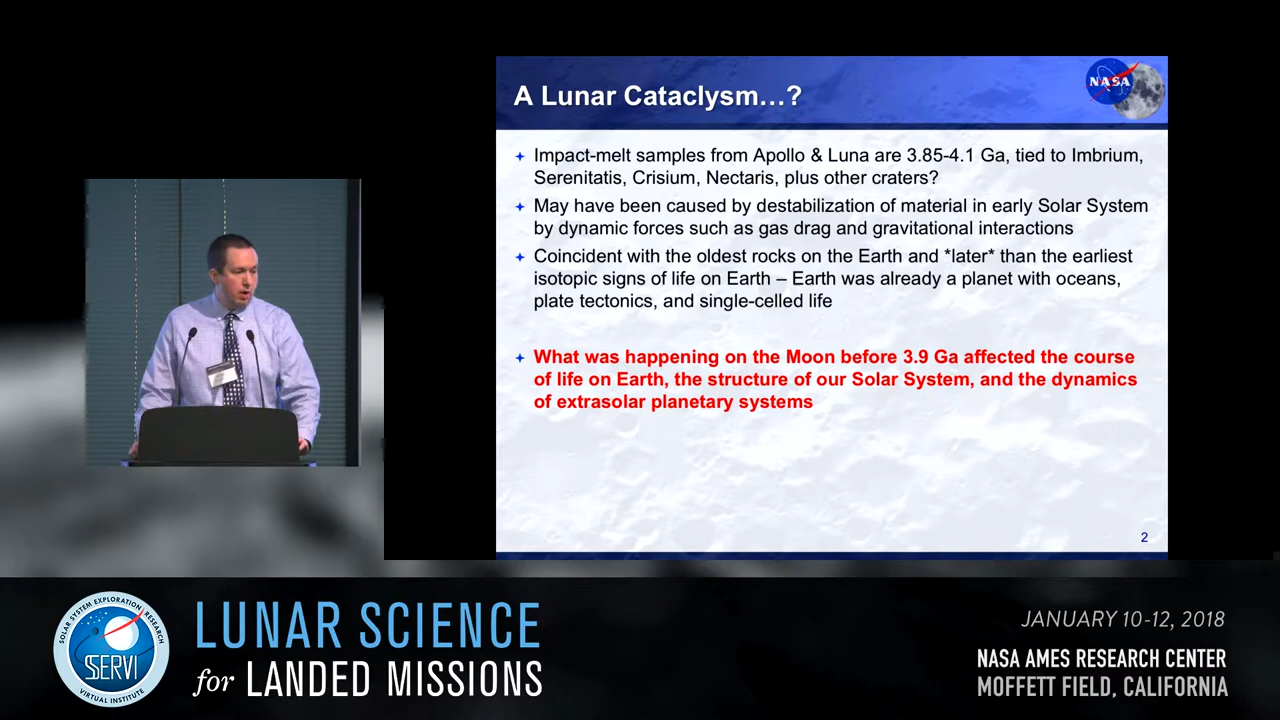 A Lunar Cataclysm…?
NASA
Impact-melt samples from Apollo & Luna are 3.85-4.1 Ga, tied to Imbrium,
Serenitatis, Crisium, Nectaris, plus other craters?
May have been caused by destabilization of material in early Solar System
by dynamic forces such as gas drag and gravitational interactions
Coincident with the oldest rocks on the Earth and *later* than the earliest
isotopic signs of life on Earth – Earth was already a planet with oceans,
plate tectonics, and single-celled life
What was happening on the Moon before 3.9 Ga affected the course
of life on Earth, the structure of our Solar System, and the dynamics
of extrasolar planetary systems
2
SOLAR SYSTEM EXPLORATION RESEARCH
SSERVI
VIRTUAL INSTITUTE
LUNAR SCIENCE
for LANDED MISSIONS
JANUARY 10-12, 2018
NASA AMES RESEARCH CENTER
MOFFETT FIELD, CALIFORNIA